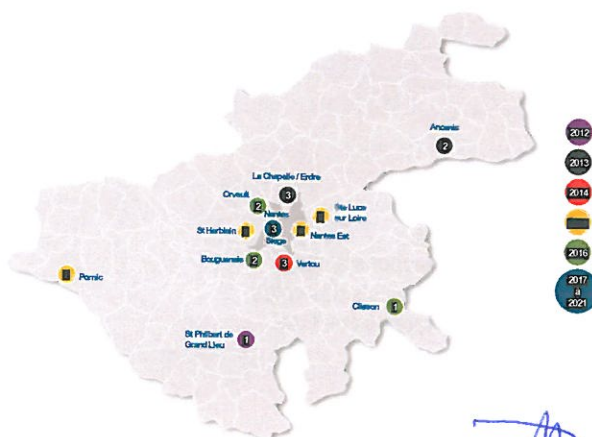 Ancenis
2
La Chapelle / Erdre
3
Orvault
2
Nantes
3
Siège
Ste Luce
sur Loire
St Herblain
Nantes Est
Bouguenais
2
3
Vertou
Pornic
Clisson
1
St Philbert de
Grand Lieu
1
2012
2013
2014
2016
2017
à
2021